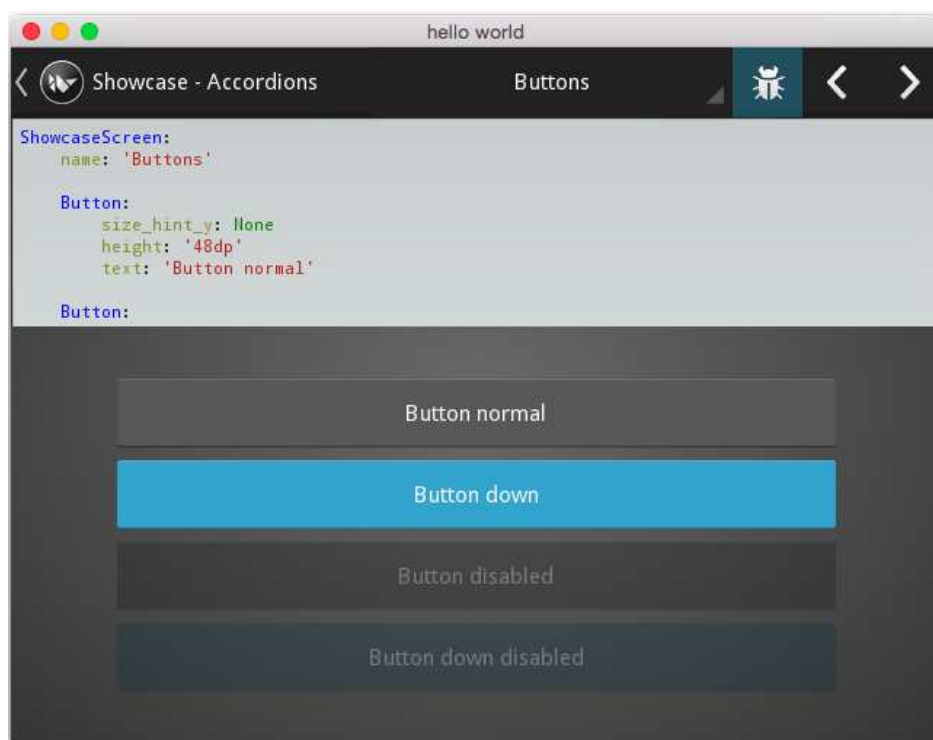 hello world
Showcase - Accordions
Buttons
ShowcaseScreen:
    name: 'Buttons'
    Button:
        size_hint_y: None
        height: '48dp'
        text: 'Button normal'
    Button:
Button normal
Button down
Button disabled
Button down disabled